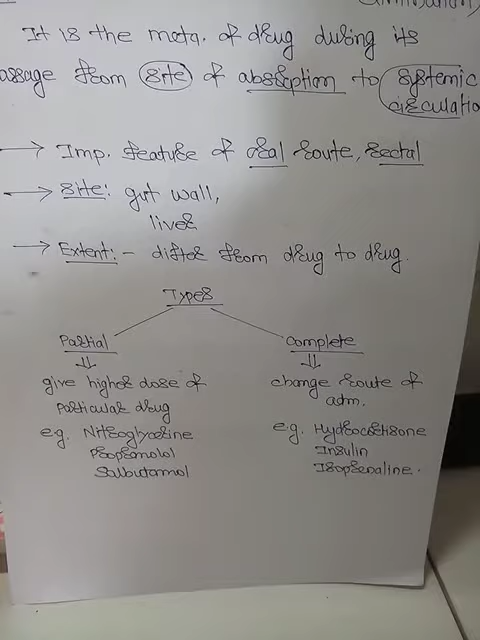 It is the meta. of drug during its
assage from site of absorption to systemic
circulatio
→ Imp. feature of oral route, rectal
→ Site: gut wall,
liver
→ Extent:- differ from drug to drug.
Types
Partial Complete
⇓ ⇓
give higher dose of change route of
particular drug adm.
e.g. Nitroglycerine e.g. Hydrocortisone
Propranolol Insulin
Salbutamol Isoprenaline.